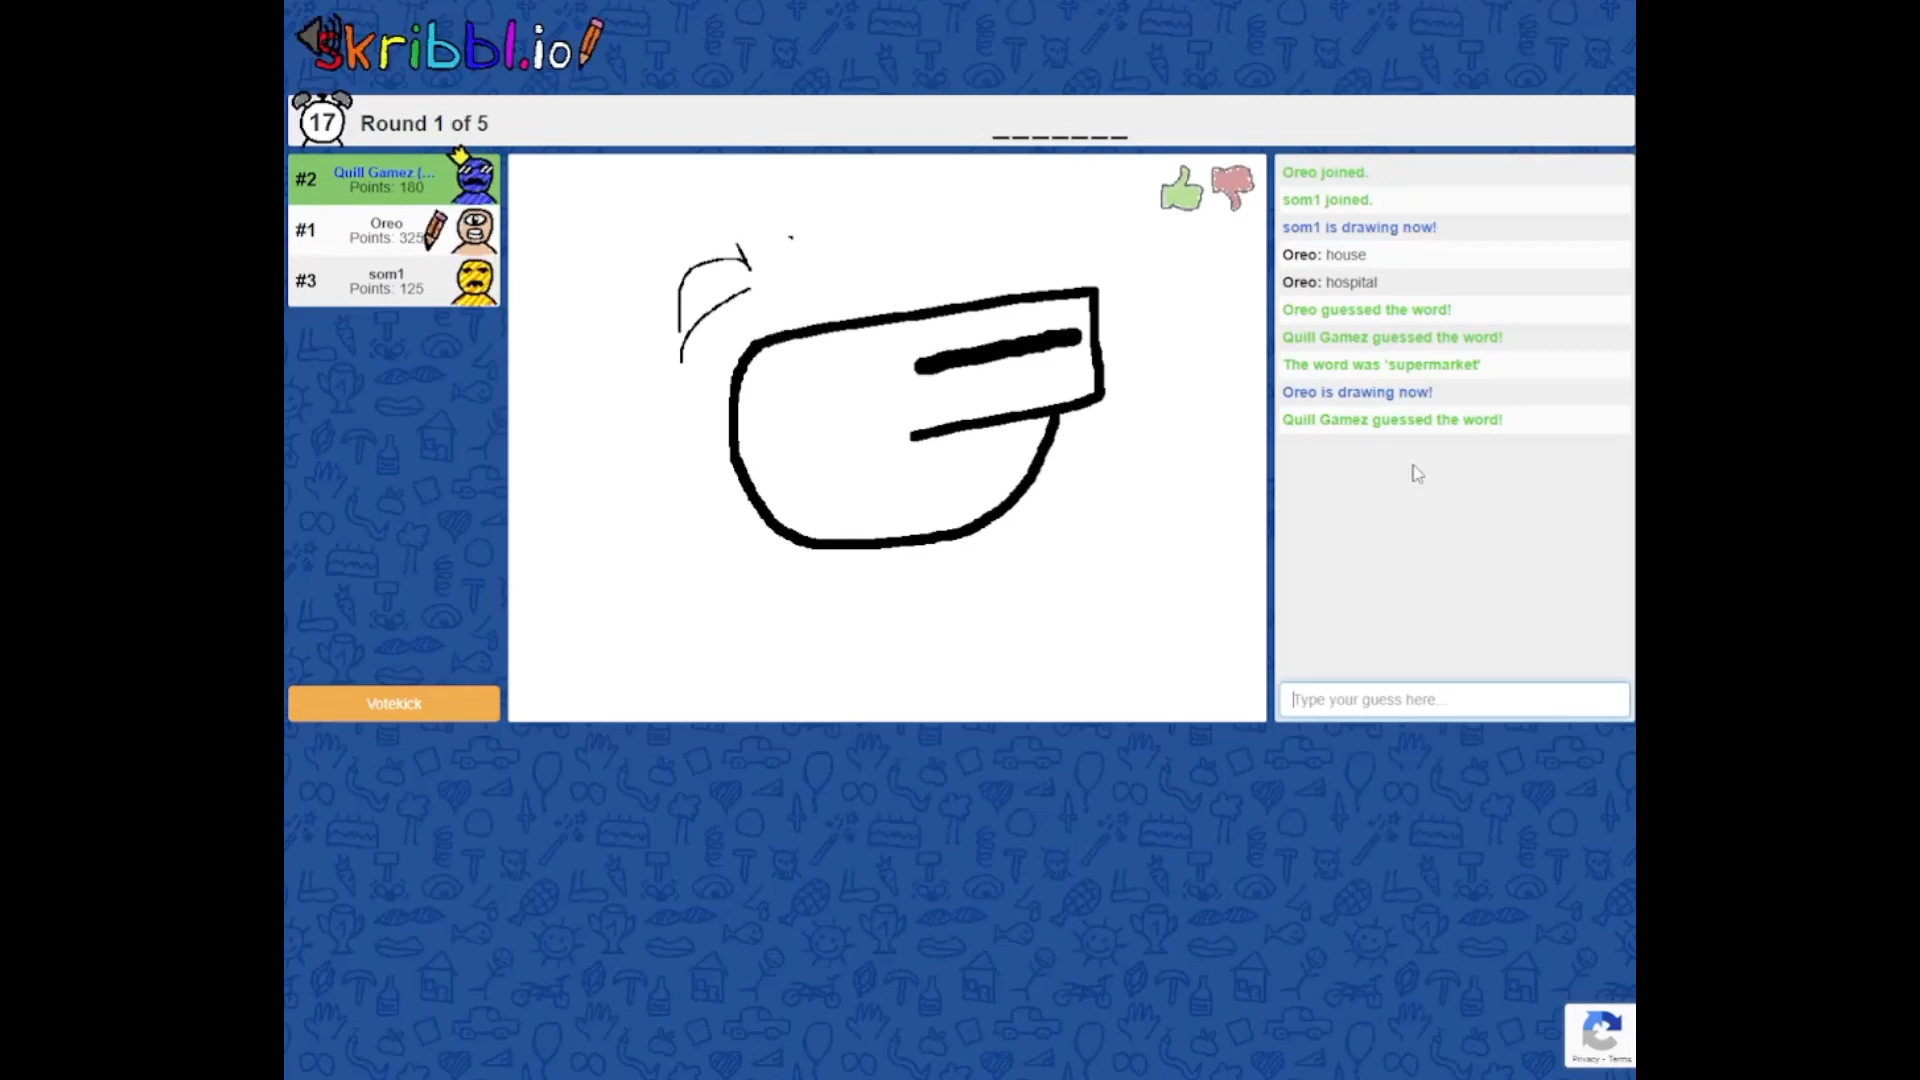 skribbl.io
17
Round 1 of 5
_______
#2
Quill Gamez (...
Points: 180
#1
Oreo
Points: 325
#3
som1
Points: 125
Votekick
Oreo joined.
som1 joined.
som1 is drawing now!
Oreo: house
Oreo: hospital
Oreo guessed the word!
Quill Gamez guessed the word!
The word was 'supermarket'
Oreo is drawing now!
Quill Gamez guessed the word!
Type your guess here...
Privacy - Terms